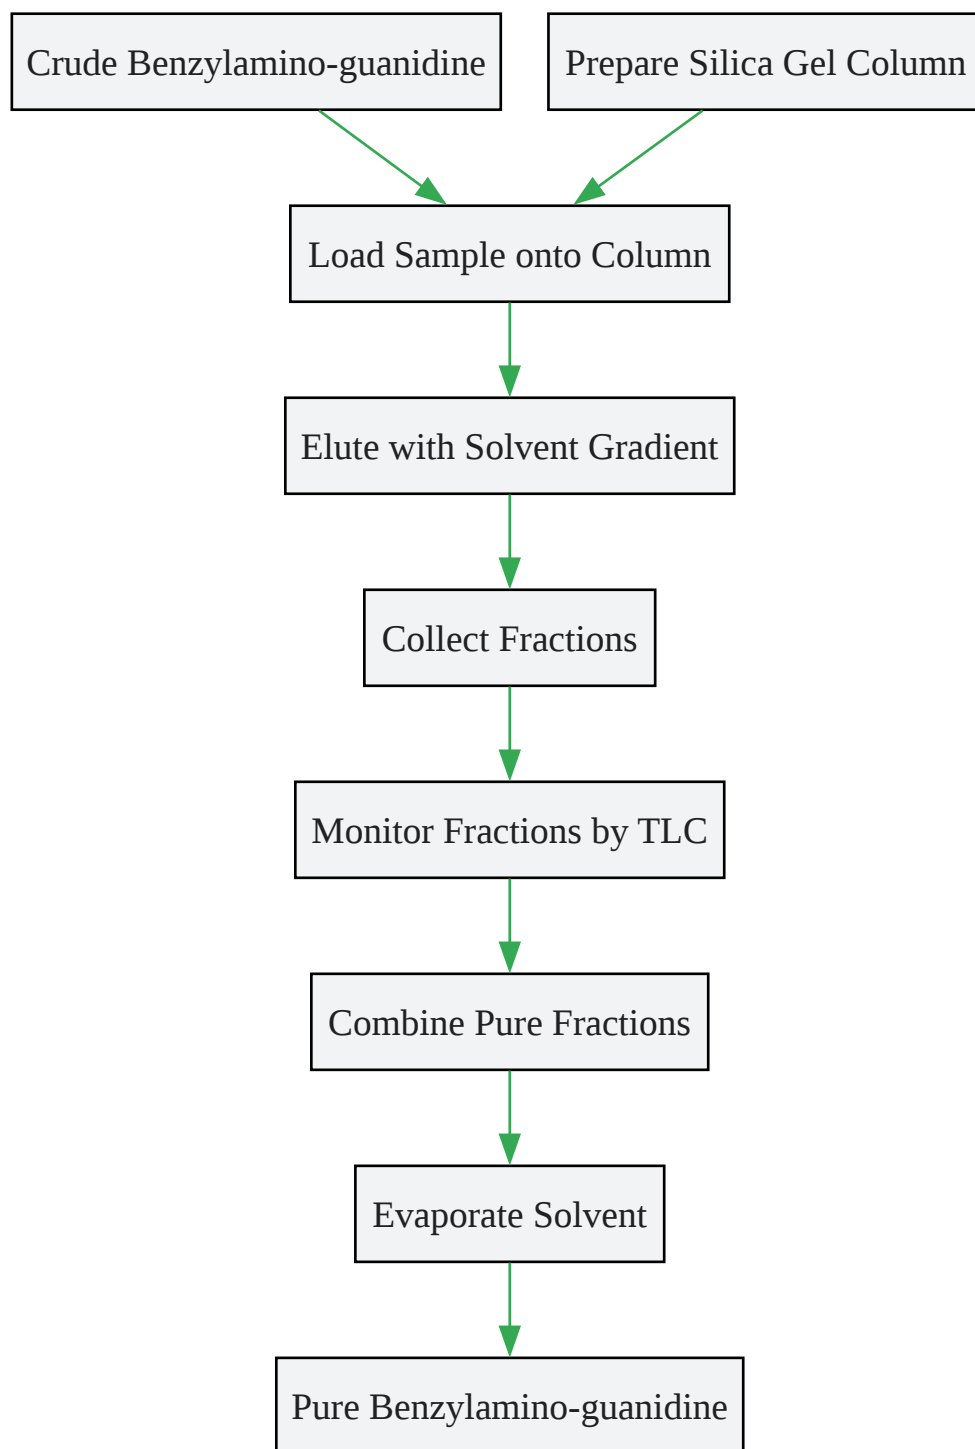 Crude Benzylamino-guanidine
Prepare Silica Gel Column
Load Sample onto Column
Elute with Solvent Gradient
Collect Fractions
Monitor Fractions by TLC
Combine Pure Fractions
Evaporate Solvent
Pure Benzylamino-guanidine